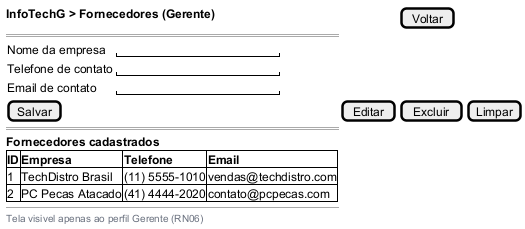 InfoTechG > Fornecedores (Gerente)
Voltar
Nome da empresa
Telefone de contato
Email de contato
Salvar Editar Excluir Limpar
Fornecedores cadastrados
ID Empresa Telefone Email
1 TechDistro Brasil (11) 5555-1010 vendas@techdistro.com
2 PC Pecas Atacado (41) 4444-2020 contato@pcpecas.com
Tela visivel apenas ao perfil Gerente (RN06)